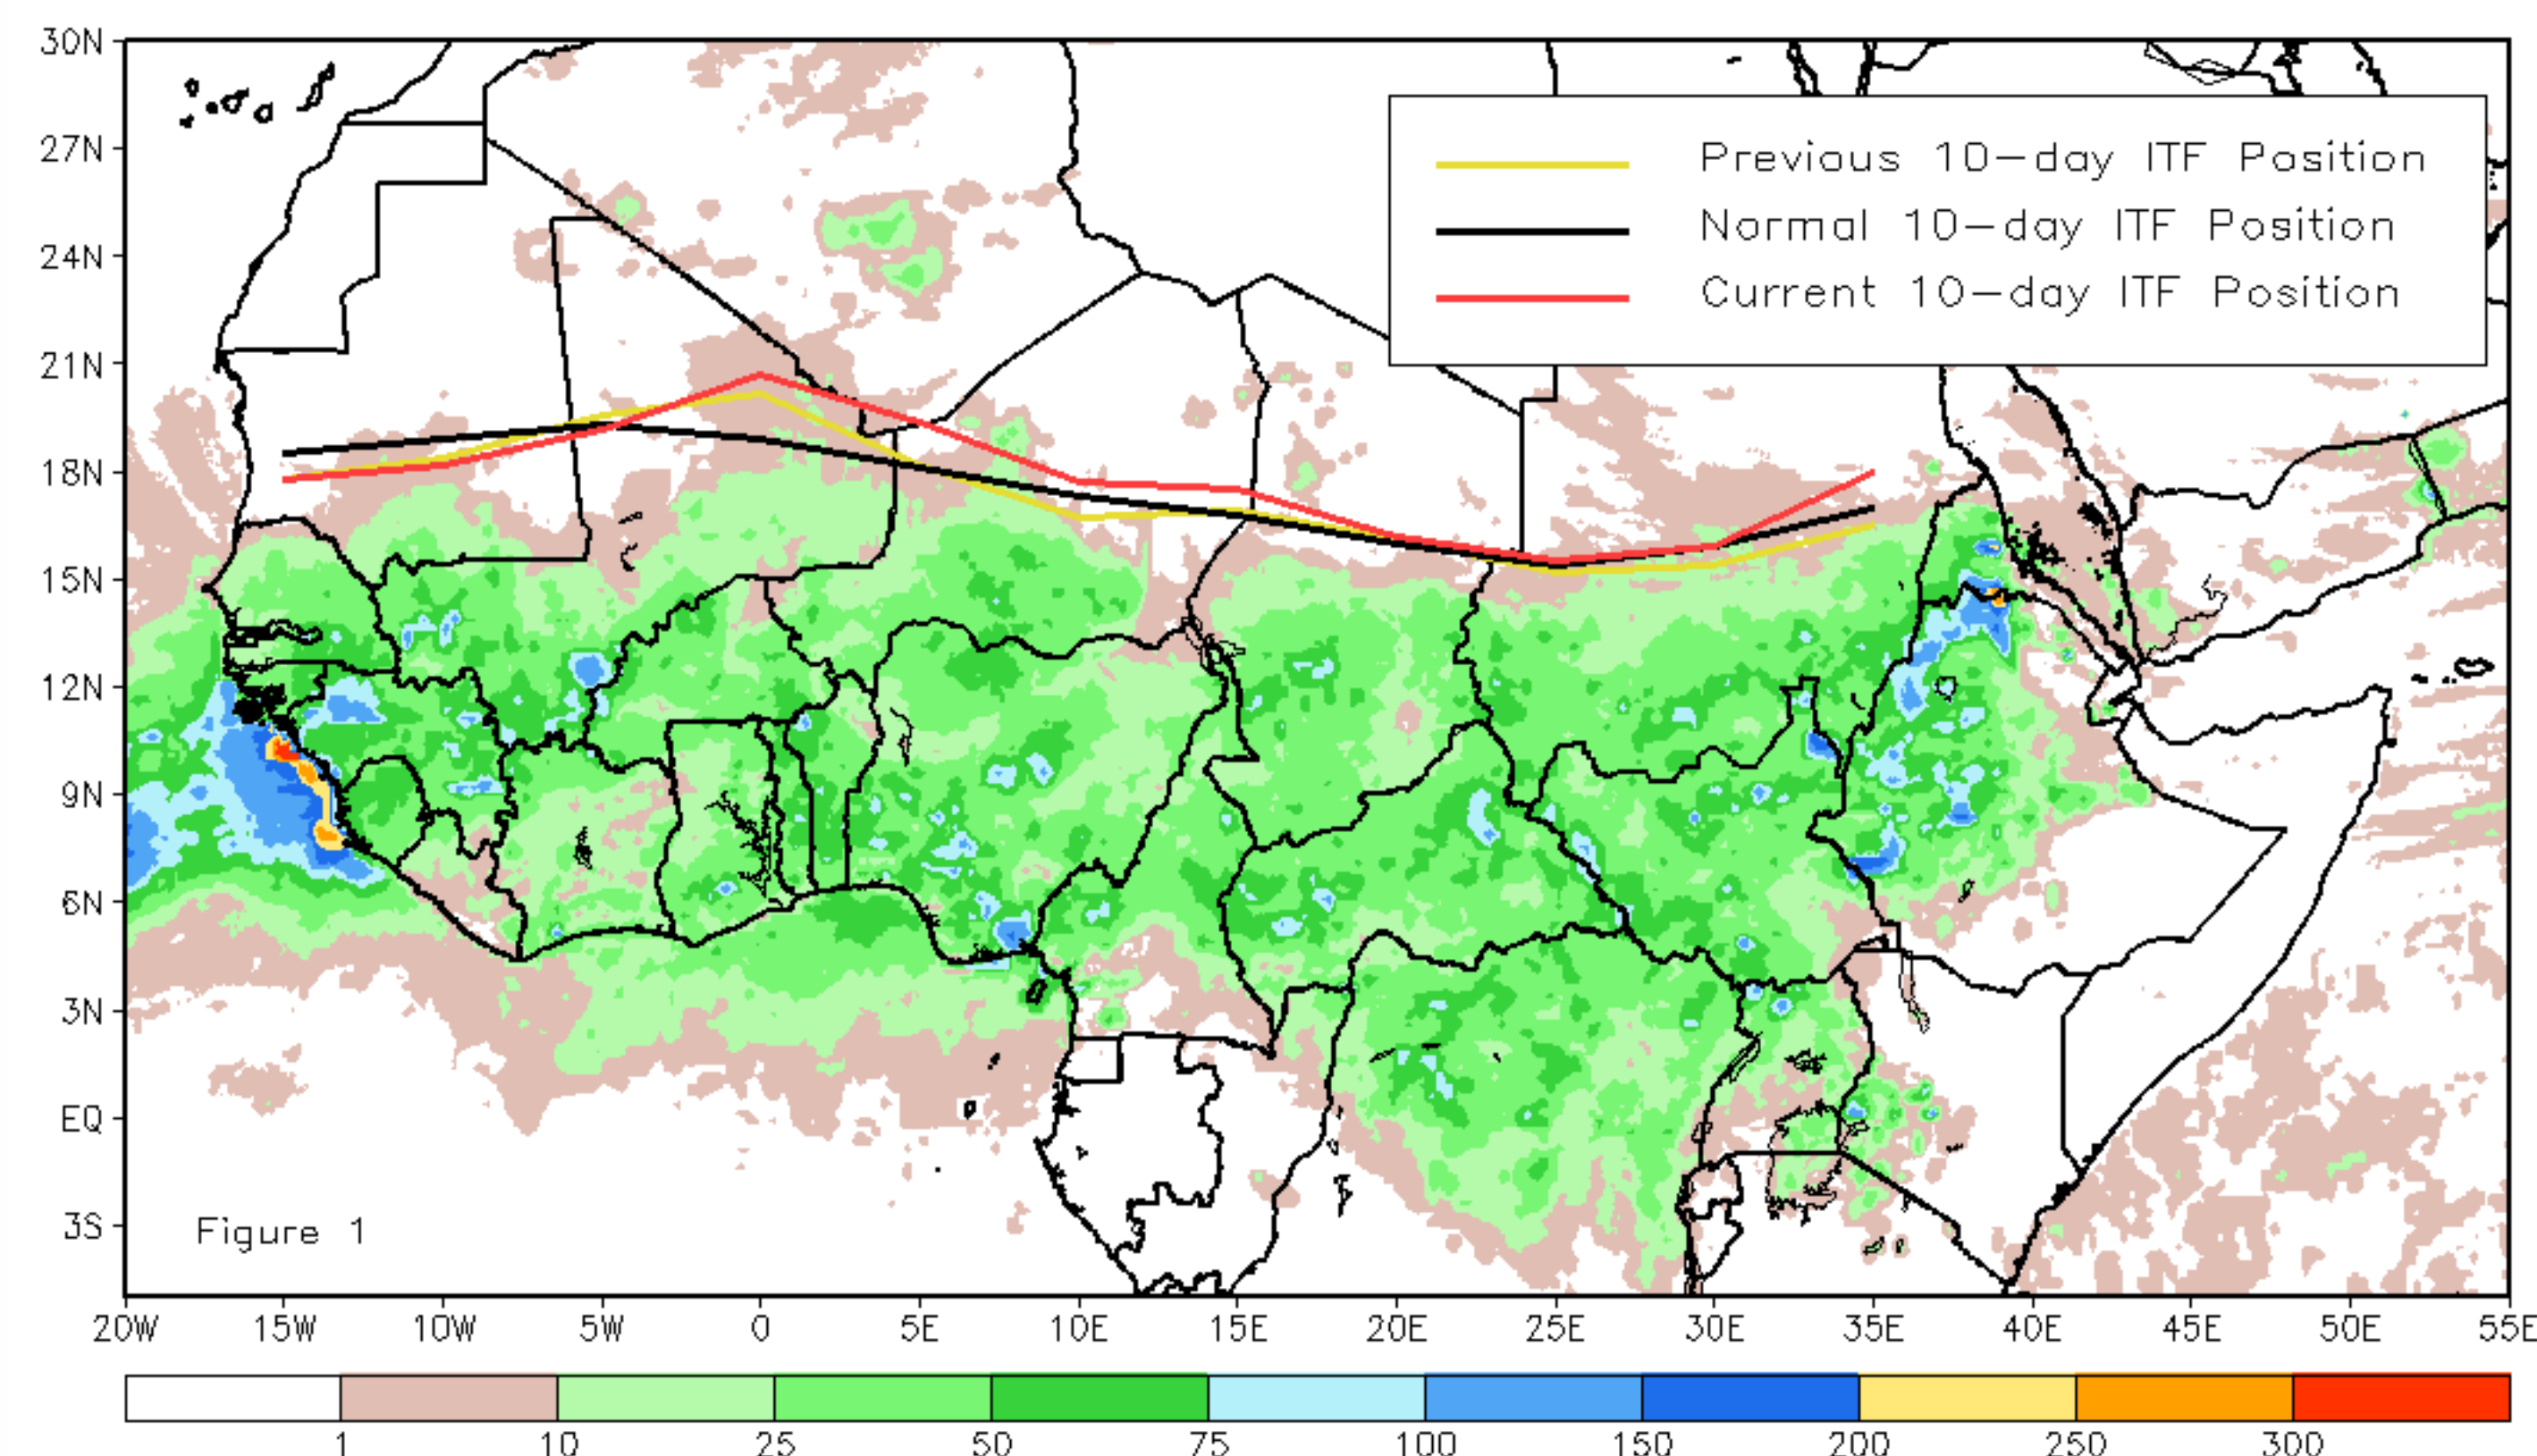 30N
27N
24N
21N
18N
15N
12N
9N
6N
3N
EQ
3S
Previous 10-day ITF Position
Normal 10-day ITF Position
Current 10-day ITF Position
Figure 1
20W 15W 10W 5W 0 5E 10E 15E 20E 25E 30E 35E 40E 45E 50E 55E
1 10 25 50 75 100 150 200 250 300